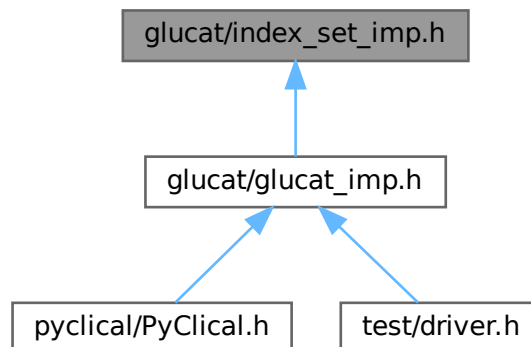 glucat/index_set_imp.h
glucat/glucat_imp.h
pyclical/PyClical.h
test/driver.h